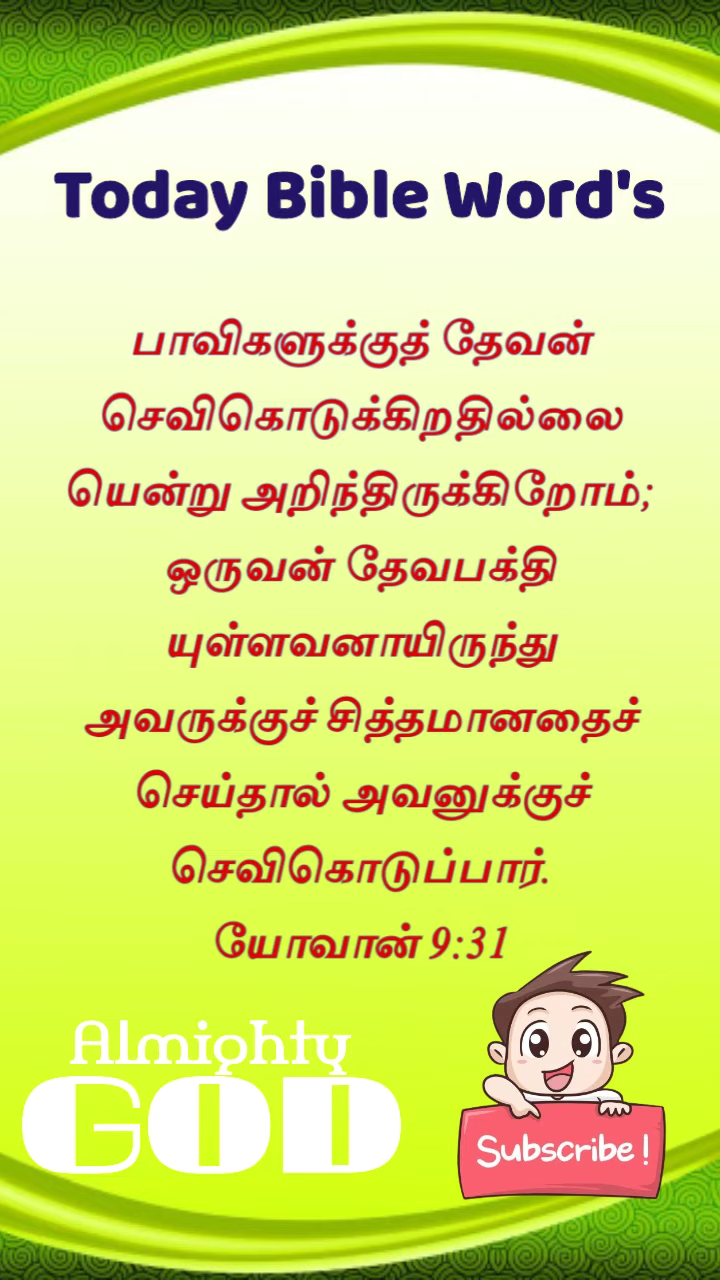 Today Bible Word's
பாவிகளுக்குத் தேவன்
செவிகொடுக்கிறதில்லை
யென்று அறிந்திருக்கிறோம்;
ஒருவன் தேவபக்தி
யுள்ளவனாயிருந்து
அவருக்குச் சித்தமானதைச்
செய்தால் அவனுக்குச்
செவிகொடுப்பார்.
யோவான் 9:31
Almighty
GOD
Subscribe!